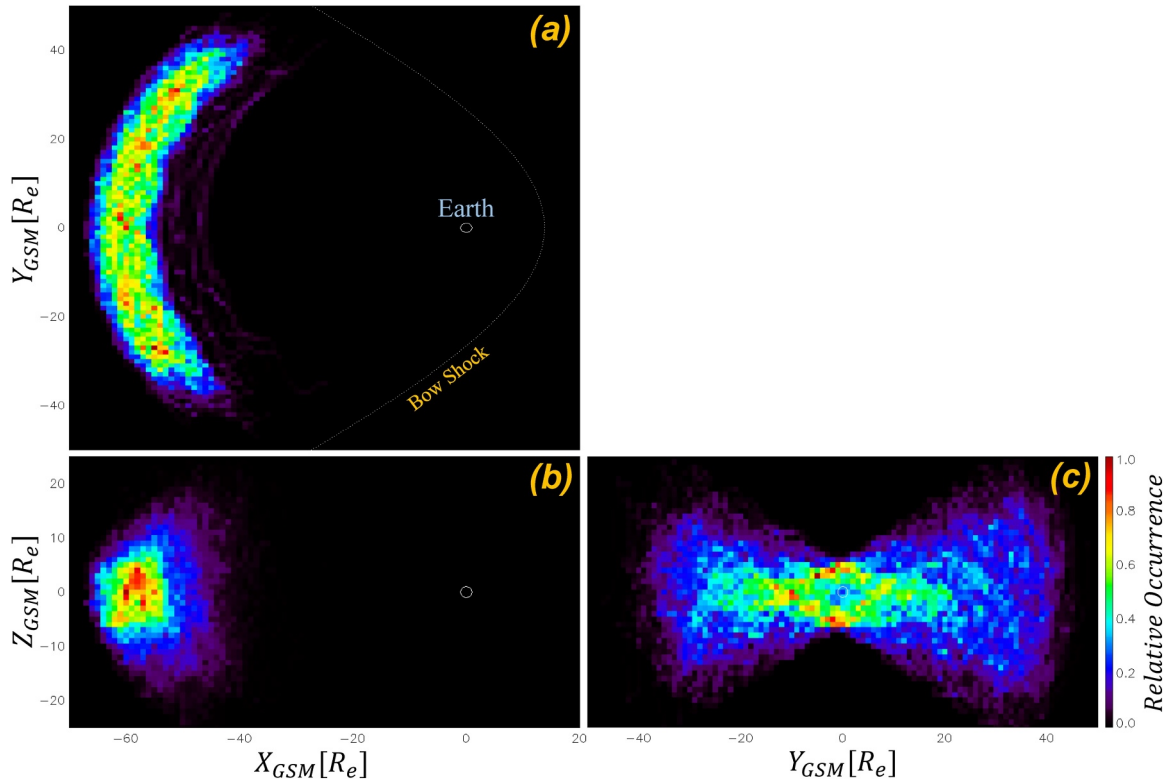 (a)
40
20
0
−20
−40
Y_GSM [R_e]
Earth
Bow Shock
(b)
20
10
0
−10
−20
Z_GSM [R_e]
−60
−40
−20
0
20
X_GSM [R_e]
(c)
−40
−20
0
20
40
Y_GSM [R_e]
1.0
0.8
0.6
0.4
0.2
0.0
Relative Occurrence